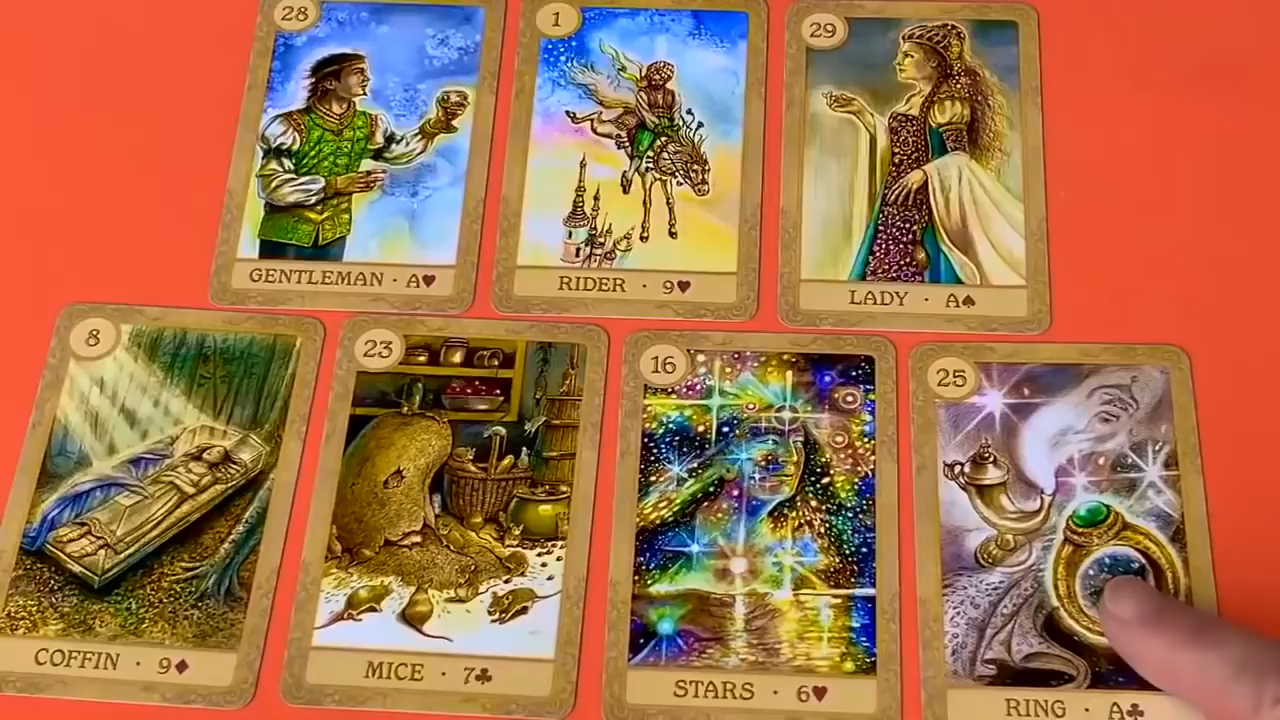 28
GENTLEMAN · A♥
1
RIDER · 9♥
29
LADY · A♠
8
COFFIN · 9♦
23
MICE · 7♣
16
STARS · 6♥
25
RING · A♣